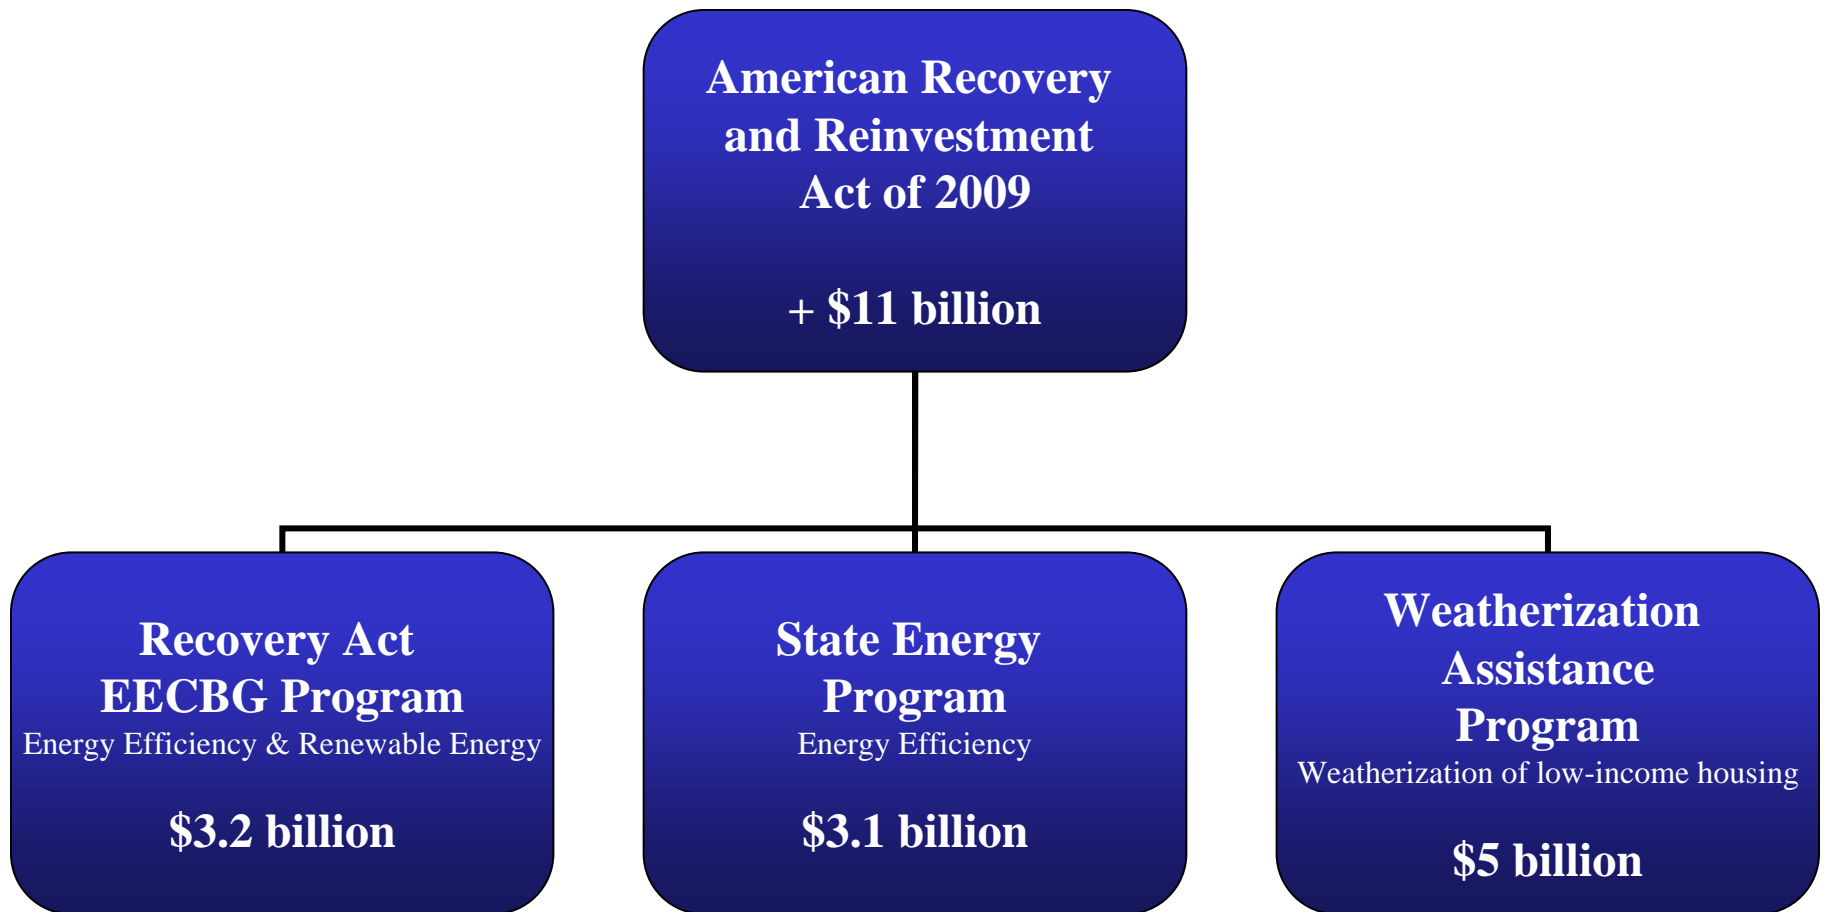 American Recovery
and Reinvestment
Act of 2009
+ $11 billion
Recovery Act
EECBG Program
Energy Efficiency & Renewable Energy
$3.2 billion
State Energy
Program
Energy Efficiency
$3.1 billion
Weatherization
Assistance
Program
Weatherization of low-income housing
$5 billion